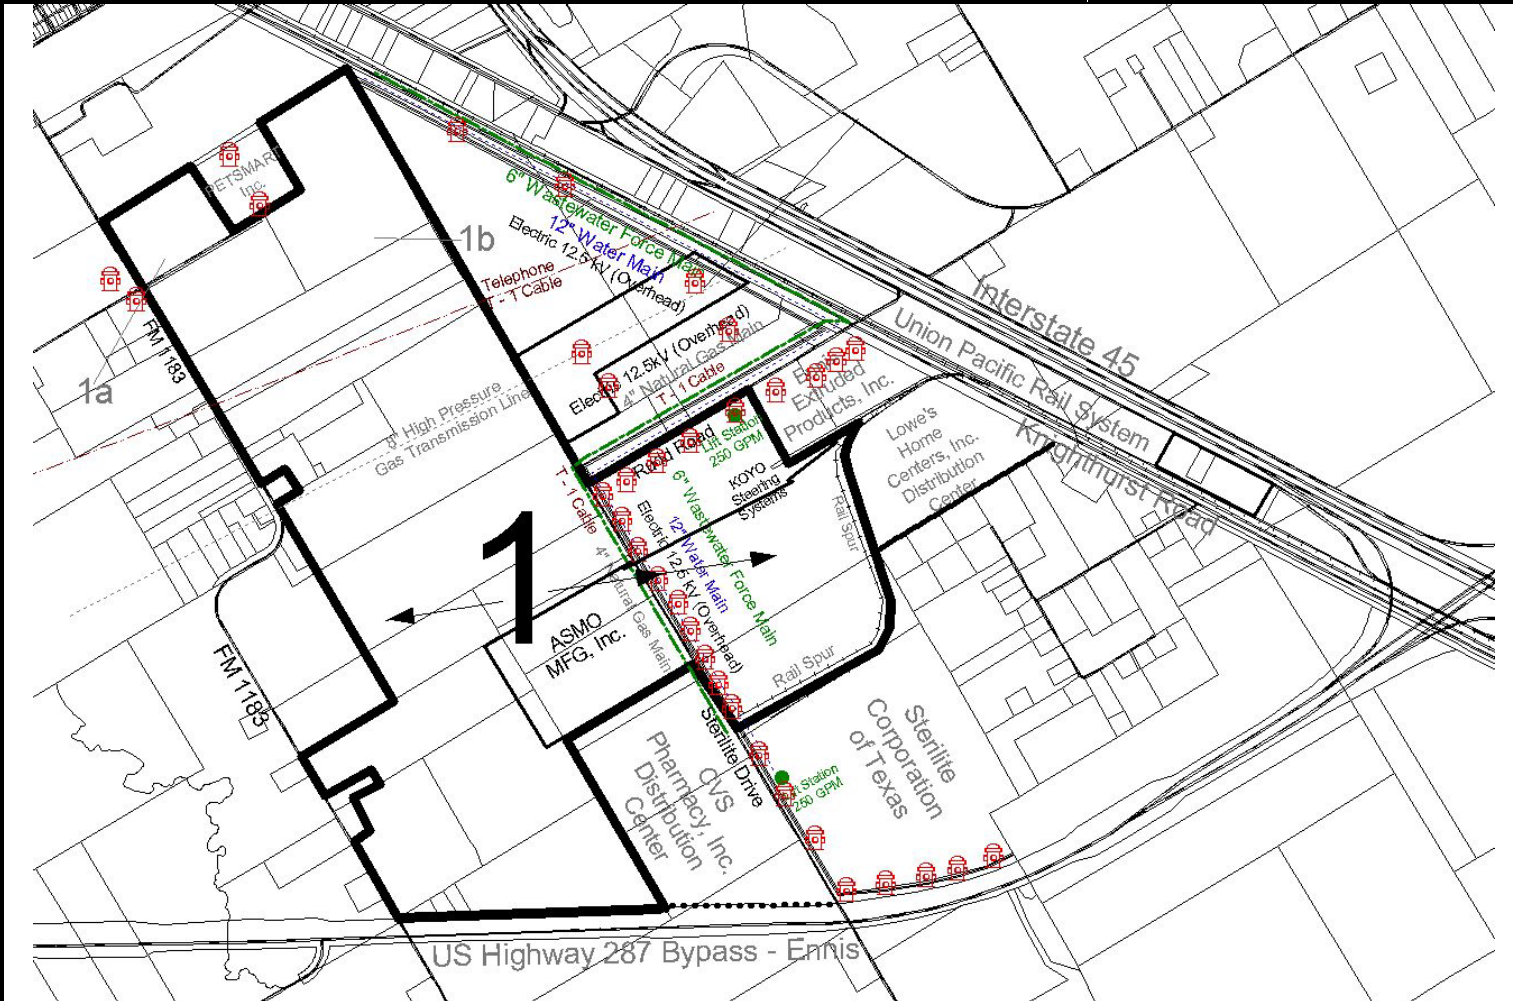 PETSMART
Inc.
1b
6" Wastewater Force Main
12" Water Main
Electric 12.5 kV (Overhead)
Telephone
T - 1 Cable
FM 1183
1a
8" High Pressure
Gas Transmission Line
Electric 12.5kV (Overhead)
4" Natural Gas Main
T - 1 Cable
Interstate 45
Union Pacific Rail System
Knighthurst Road
Extruded
Products, Inc.
Lowe's
Home
Centers, Inc.
Distribution
Center
Lift Station
250 GPM
Road
KOYO
Steering
Systems
Rail Spur
T - 1 Cable
6" Wastewater Force Main
12" Water Main
Electric 12.5 kV (Overhead)
4" Natural Gas Main
1
ASMO
MFG, Inc.
Rail Spur
FM 1183
Sterilite Drive
CVS
Pharmacy, Inc.
Distribution
Center
Sterilite
Corporation
of Texas
Lift Station
250 GPM
US Highway 287 Bypass - Ennis